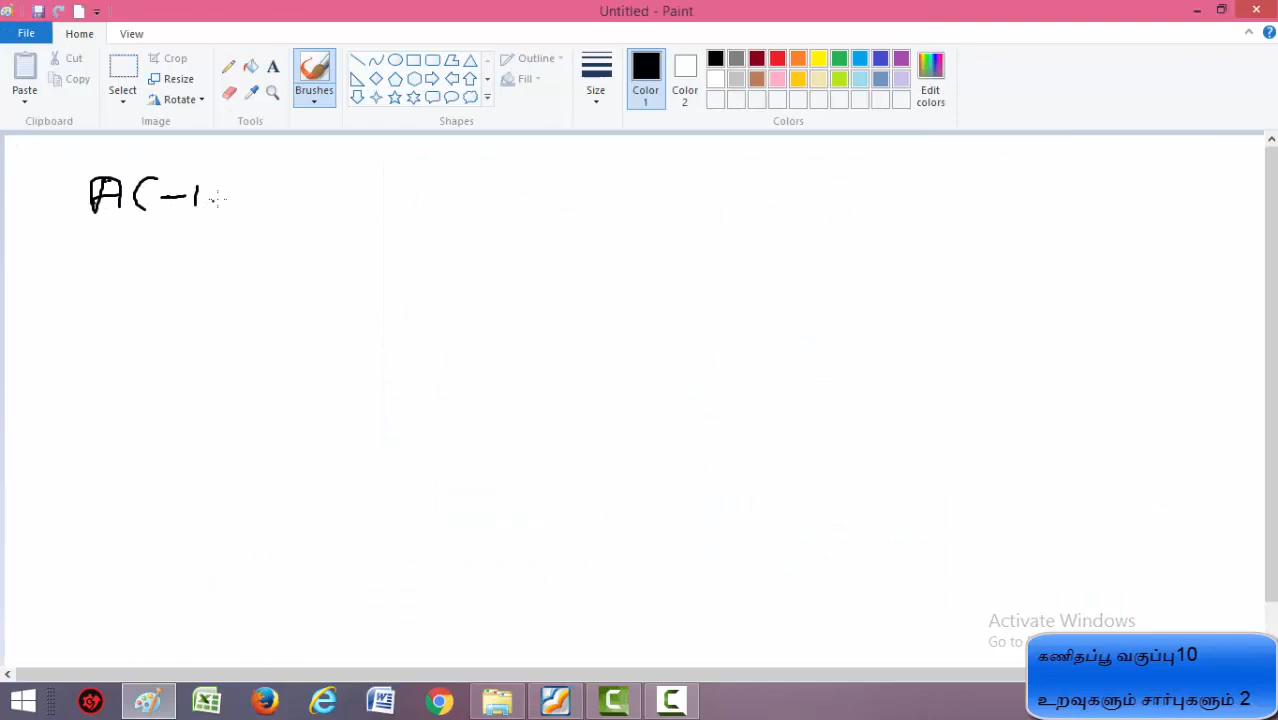 Untitled - Paint
File Home View
Cut
Copy
Paste
Clipboard
Crop
Resize
Rotate
Select
Image
A
Tools
Brushes
Outline
Fill
Shapes
Size
Color 1
Color 2
Edit colors
Colors
A(-1
Activate Windows
Go to
கணிதப்பூ வகுப்பு10
உறவுகளும் சார்புகளும் 2